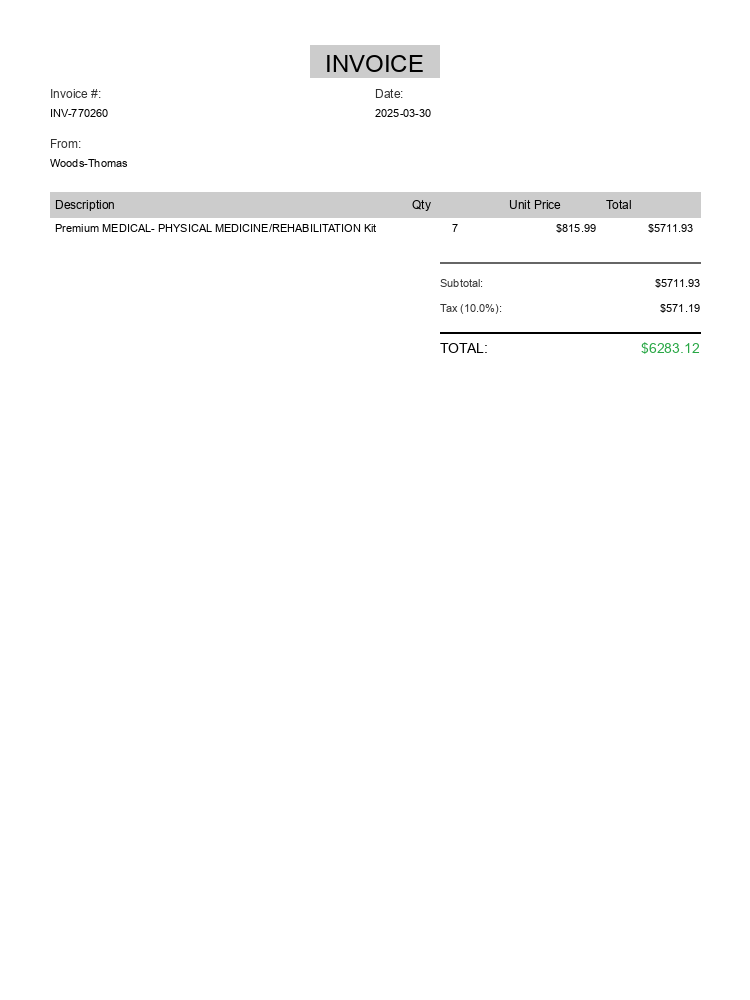 INVOICE
Invoice #: Date:
INV-770260 2025-03-30
From:
Woods-Thomas
Description Qty Unit Price Total
Premium MEDICAL- PHYSICAL MEDICINE/REHABILITATION Kit 7 $815.99 $5711.93
Subtotal: $5711.93
Tax (10.0%): $571.19
TOTAL: $6283.12